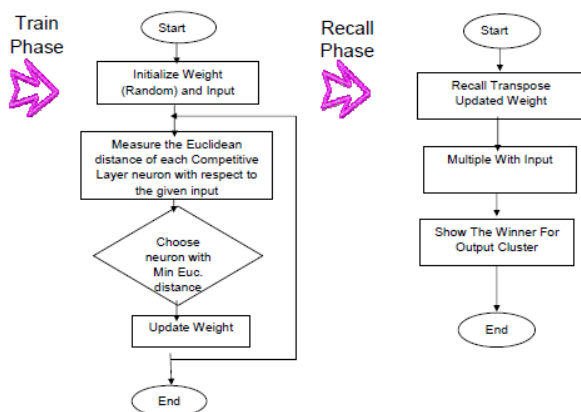 Train
Phase
Start
Initialize Weight
(Random) and Input
Measure the Euclidean
distance of each Competitive
Layer neuron with respect to
the given input
Choose
neuron with
Min Euc.
distance
Update Weight
End
Recall
Phase
Start
Recall Transpose
Updated Weight
Multiple With Input
Show The Winner For
Output Cluster
End